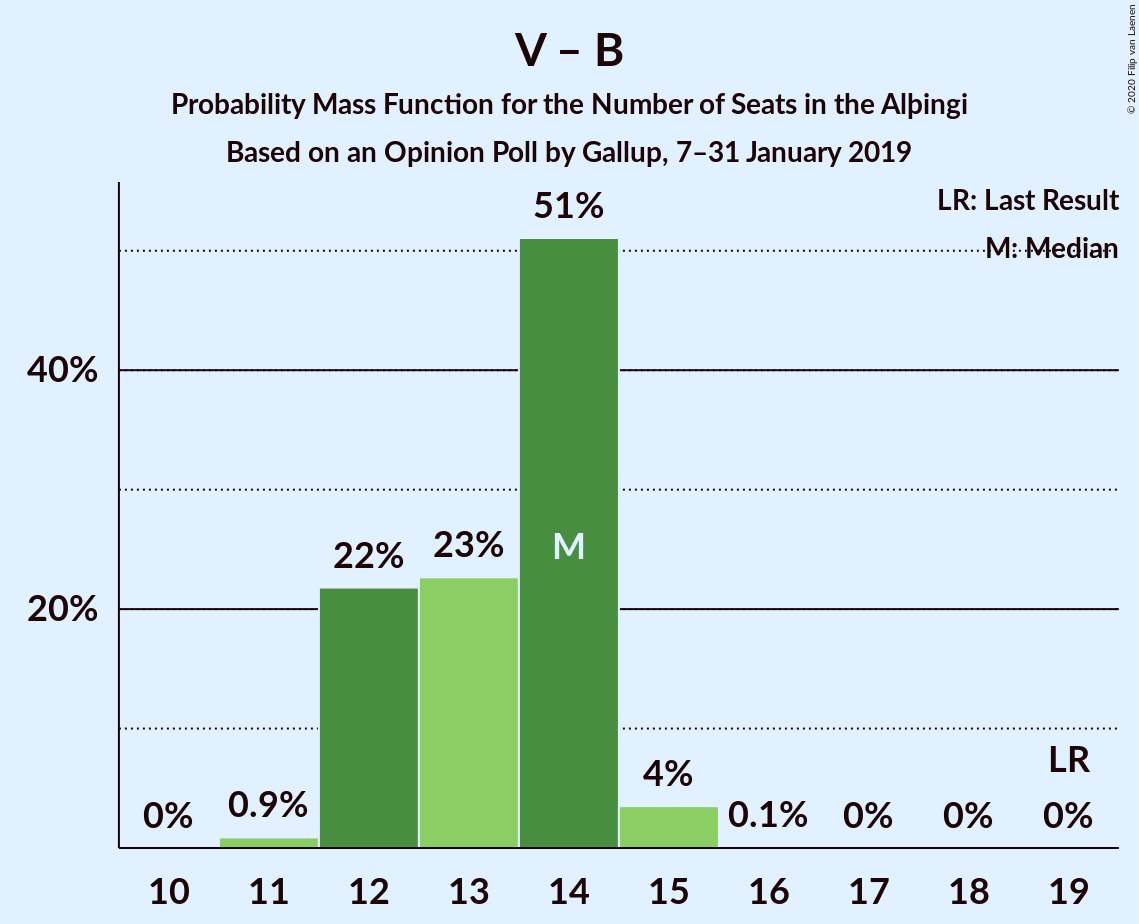 V – B
Probability Mass Function for the Number of Seats in the Alþingi
Based on an Opinion Poll by Gallup, 7–31 January 2019
© 2020 Filip van Laenen
LR: Last Result
M: Median
51%
40%
23%
22%
M
20%
LR
4%
0%
0.9%
0.1%
0%
0%
0%
10 11 12 13 14 15 16 17 18 19